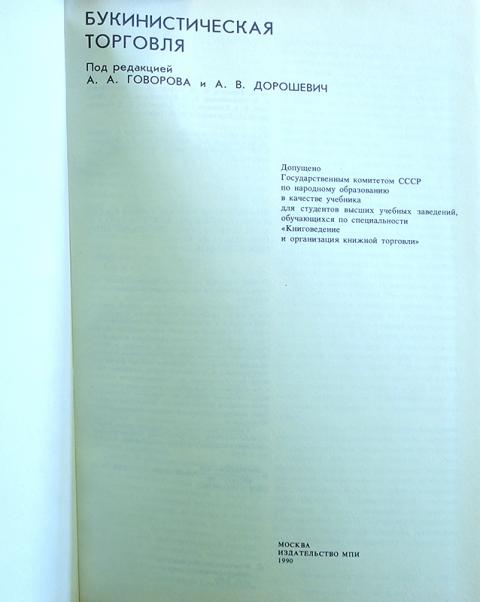 БУКИНИСТИЧЕСКАЯ
ТОРГОВЛЯ
Под редакцией
А. А. ГОВОРОВА и А. В. ДОРОШЕВИЧ
Допущено
Государственным комитетом СССР
по народному образованию
в качестве учебника
для студентов высших учебных заведений,
обучающихся по специальности
«Книговедение
и организация книжной торговли»
МОСКВА
ИЗДАТЕЛЬСТВО МПИ
1990